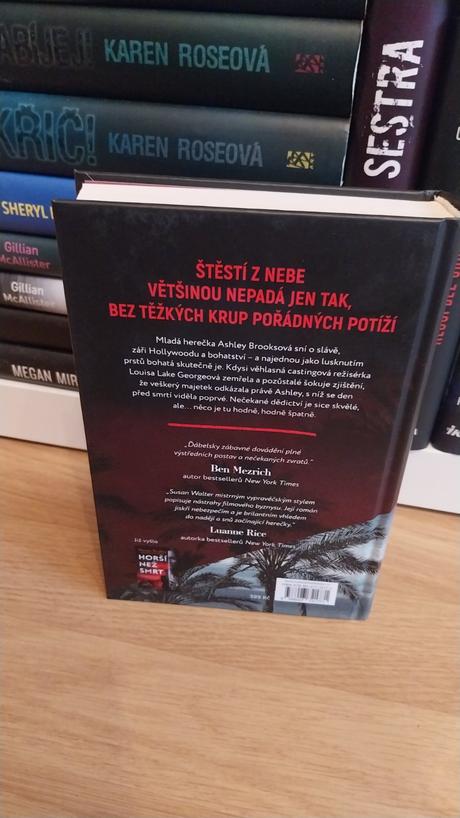 ABÍJEJ! KAREN ROSEOVÁ
KŘIČ! KAREN ROSEOVÁ
SESTRA
SHERYL
Gillian
McAllister
Gillian
McAllister
MEGAN MIR
ŠTĚSTÍ Z NEBE
VĚTŠINOU NEPADÁ JEN TAK,
BEZ TĚŽKÝCH KRUP POŘÁDNÝCH POTÍŽÍ
Mladá herečka Ashley Brooksová sní o slávě,
záři Hollywoodu a bohatství – a najednou jako lusknutím
prstů bohatá skutečně je. Kdysi věhlasná castingová režisérka
Louisa Lake Georgeová zemřela a pozůstalé šokuje zjištění,
že veškerý majetek odkázala právě Ashley, s níž se den
před smrtí viděla poprvé. Nečekané dědictví je sice skvělé,
ale... něco je tu hodně, hodně špatně.
„Ďábelsky zábavné dovádění plné
výstředních postav a nečekaných zvratů."
Ben Mezrich
autor bestsellerů New York Times
„Susan Walter mistrným vypravěčským stylem
popisuje nástrahy filmového byznysu. Její román
jiskří nebezpečím a je brilantním vhledem
do nadějí a snů začínající herečky."
Luanne Rice
autorka bestsellerů New York Times
Již vyšlo
HORŠÍ
NEŽ
SMRT
399 Kč